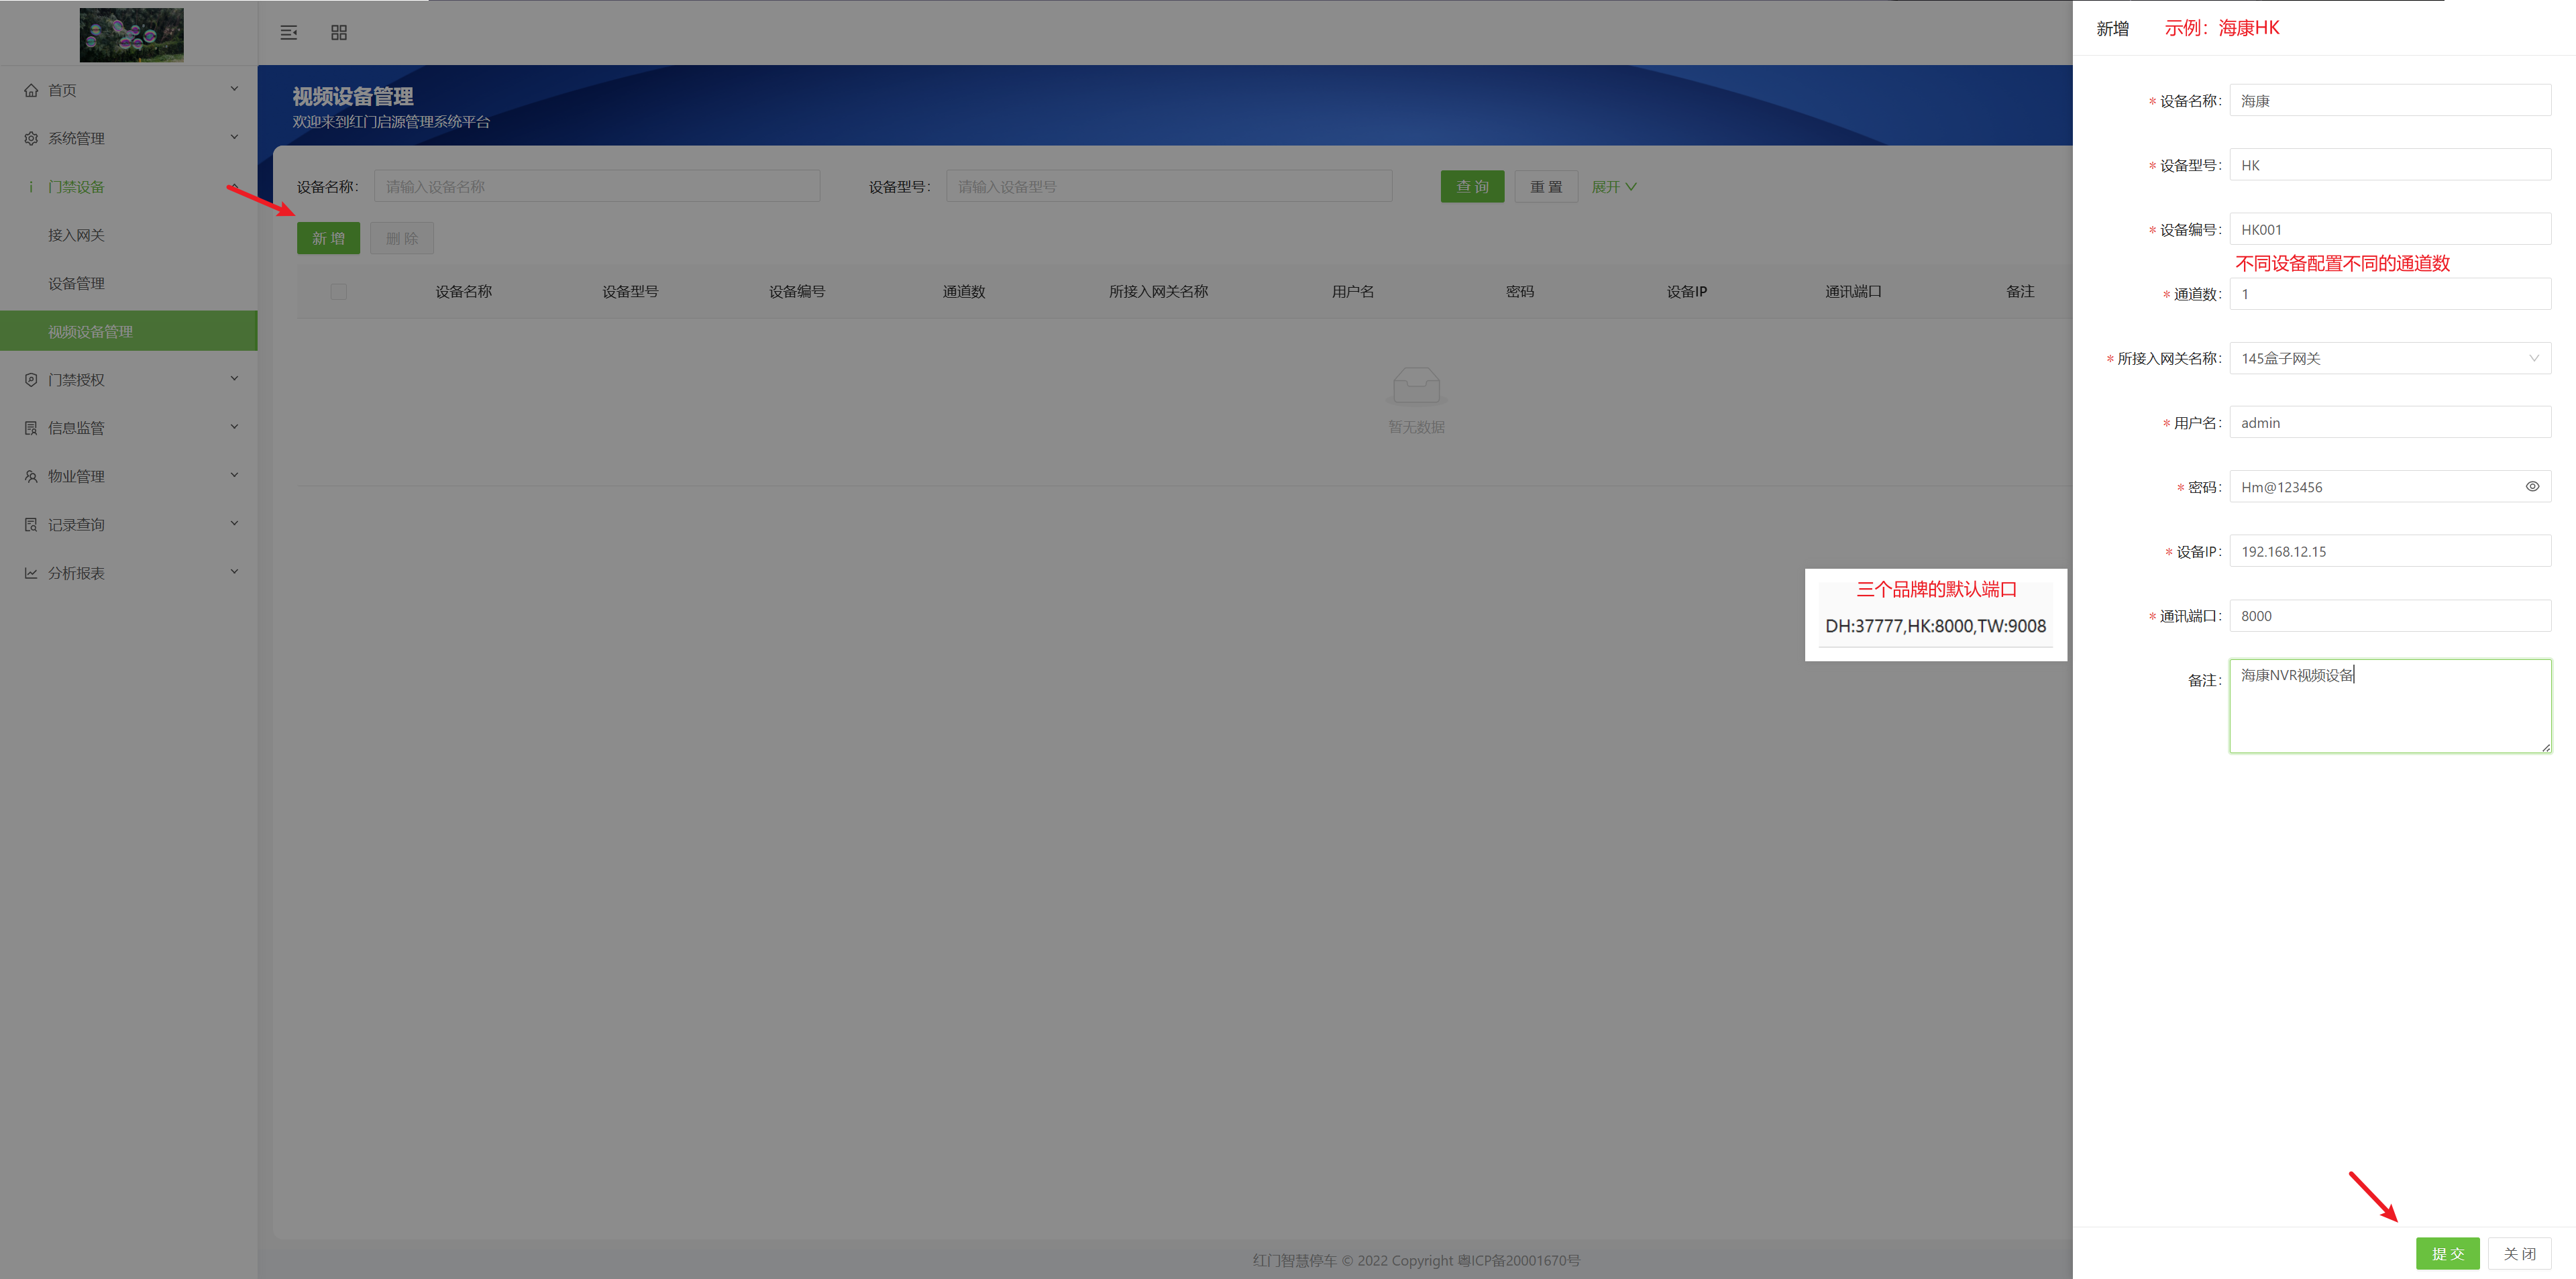 首页
系统管理
门禁设备
接入网关
设备管理
视频设备管理
门禁授权
信息监管
物业管理
记录查询
分析报表
视频设备管理
欢迎来到红门启源管理系统平台
设备名称: 请输入设备名称 设备型号: 请输入设备型号 查 询 重 置 展开
新 增 删 除
设备名称 设备型号 设备编号 通道数 所接入网关名称 用户名 密码 设备IP 通讯端口 备注
暂无数据
三个品牌的默认端口
DH:37777,HK:8000,TW:9008
红门智慧停车 © 2022 Copyright 粤ICP备20001670号
新增 示例：海康HK
* 设备名称: 海康
* 设备型号: HK
* 设备编号: HK001
不同设备配置不同的通道数
* 通道数: 1
* 所接入网关名称: 145盒子网关
* 用户名: admin
* 密码: Hm@123456
* 设备IP: 192.168.12.15
* 通讯端口: 8000
备注: 海康NVR视频设备
提 交 关 闭